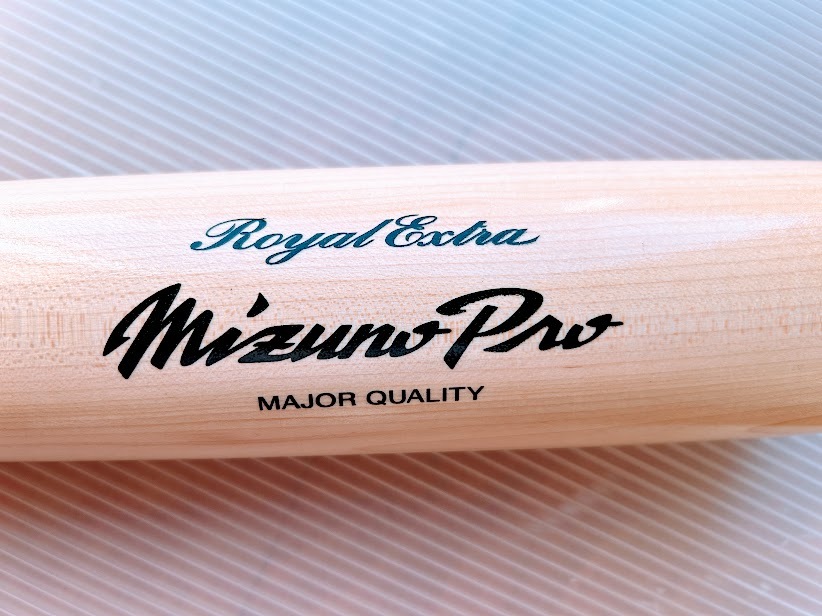 Royal Extra
Mizuno Pro
MAJOR QUALITY